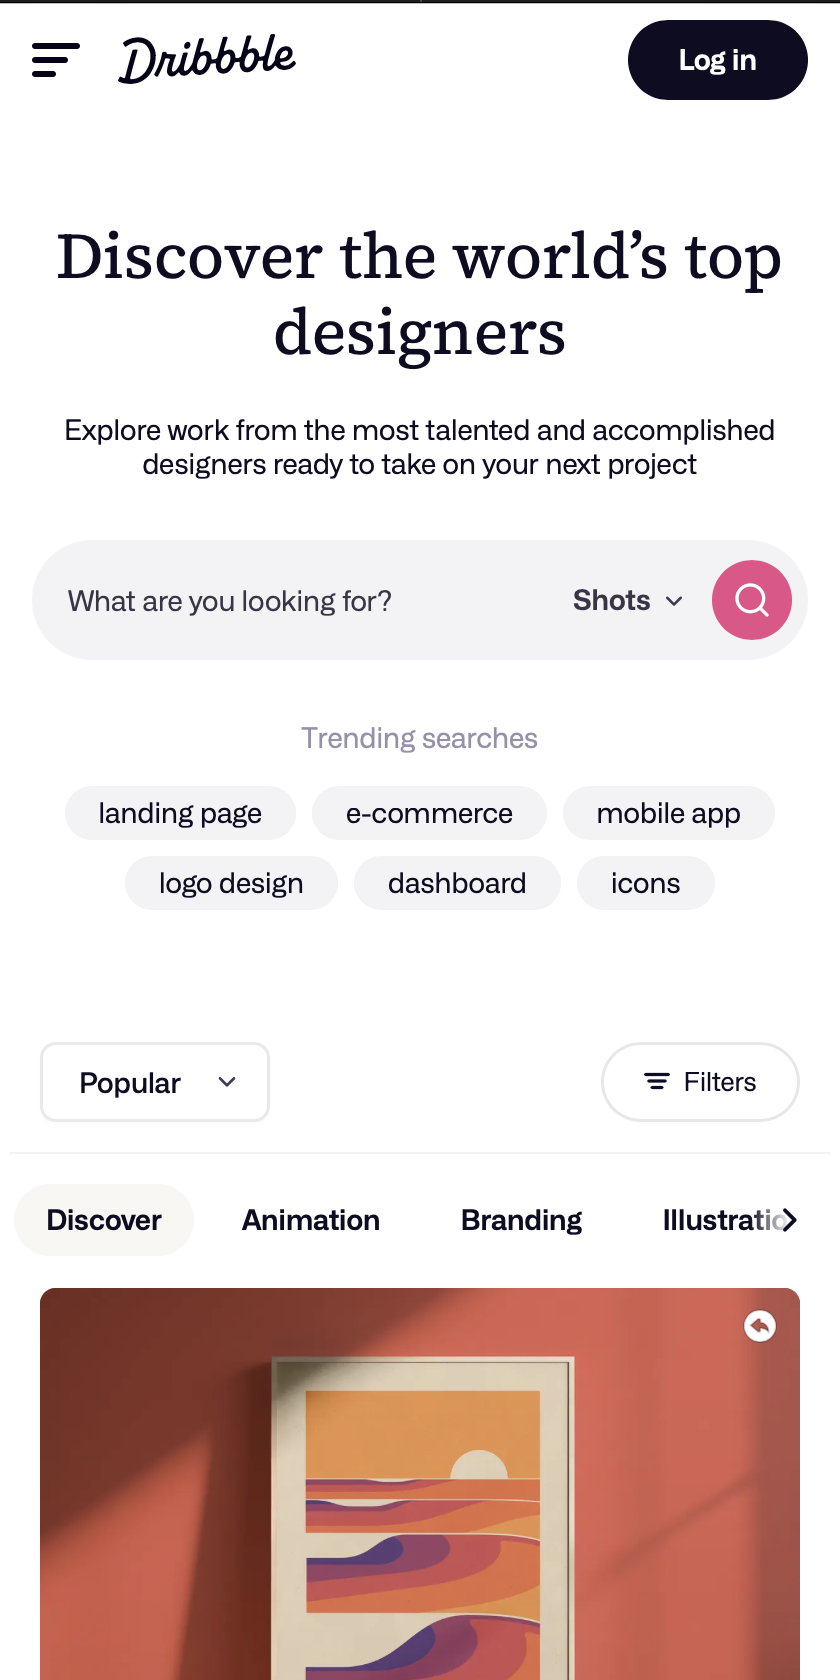 Dribbble
Log in
Discover the world’s top
designers
Explore work from the most talented and accomplished
designers ready to take on your next project
What are you looking for?
Shots
Trending searches
landing page
e-commerce
mobile app
logo design
dashboard
icons
Popular
Filters
Discover
Animation
Branding
Illustratio